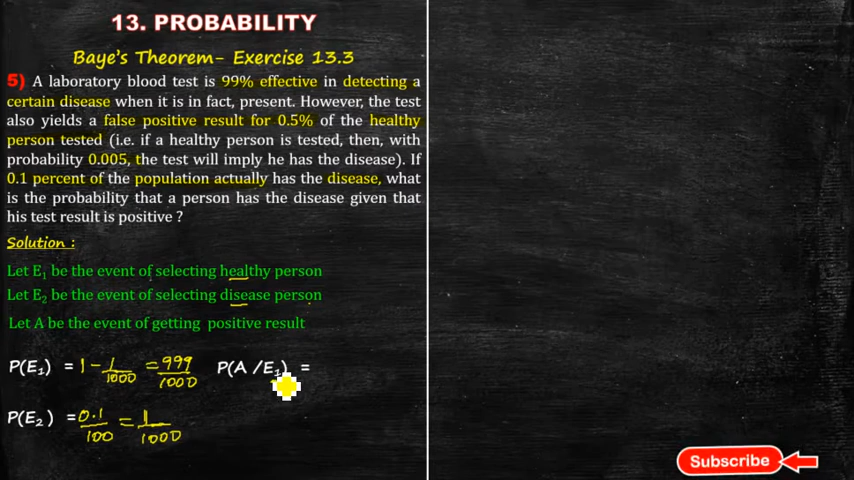 13. PROBABILITY
Baye's Theorem- Exercise 13.3
5) A laboratory blood test is 99% effective in detecting a
certain disease when it is in fact, present. However, the test
also yields a false positive result for 0.5% of the healthy
person tested (i.e. if a healthy person is tested, then, with
probability 0.005, the test will imply he has the disease). If
0.1 percent of the population actually has the disease, what
is the probability that a person has the disease given that
his test result is positive ?
Solution :
Let E₁ be the event of selecting healthy person
Let E₂ be the event of selecting disease person
Let A be the event of getting positive result
P(E₁) = 1 - 1/1000 = 999/1000 P(A /E₁) =
P(E₂ ) = 0.1/100 = 1/1000
Subscribe